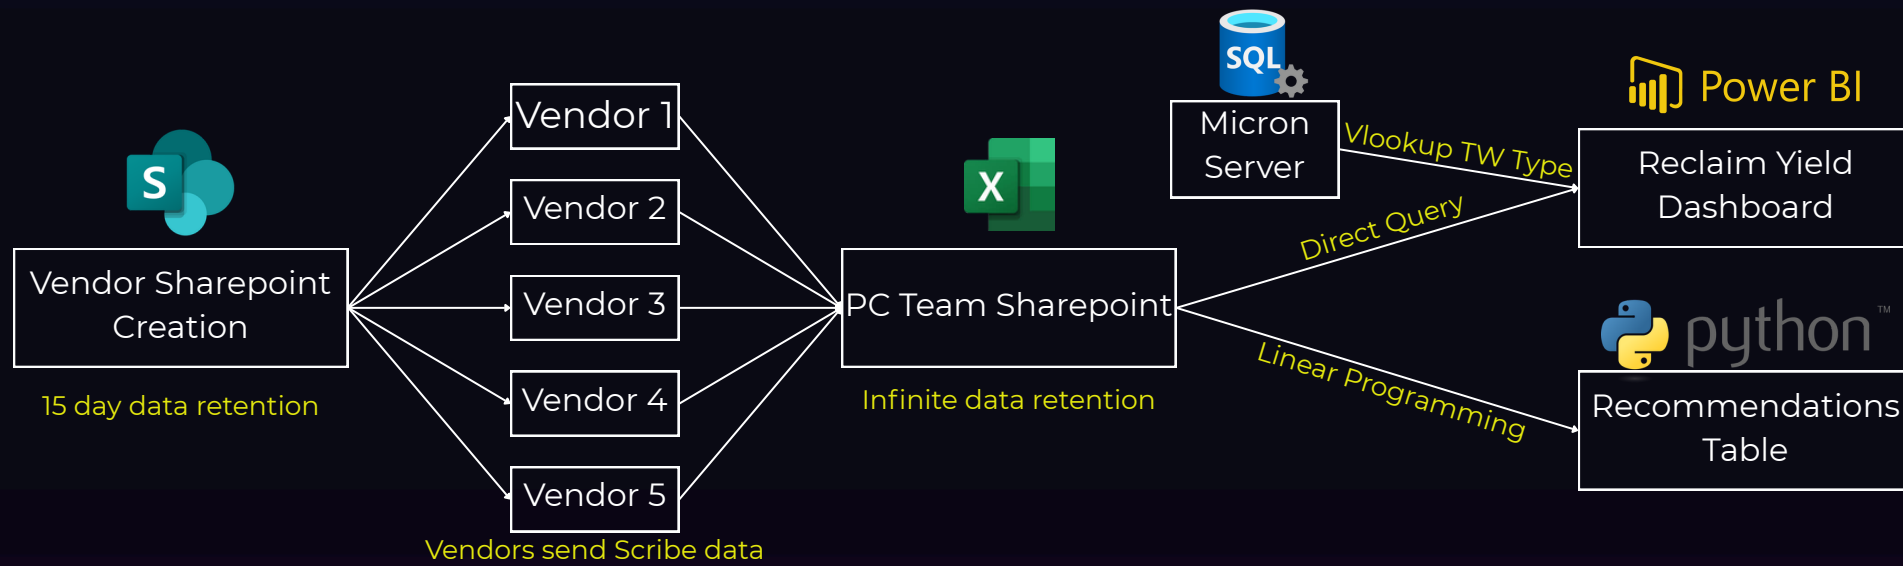 S
Vendor Sharepoint
Creation
15 day data retention
Vendor 1
Vendor 2
Vendor 3
Vendor 4
Vendor 5
Vendors send Scribe data
X
PC Team Sharepoint
Infinite data retention
SQL
Micron
Server
Vlookup TW Type
Direct Query
Linear Programming
Power BI
Reclaim Yield
Dashboard
python™
Recommendations
Table